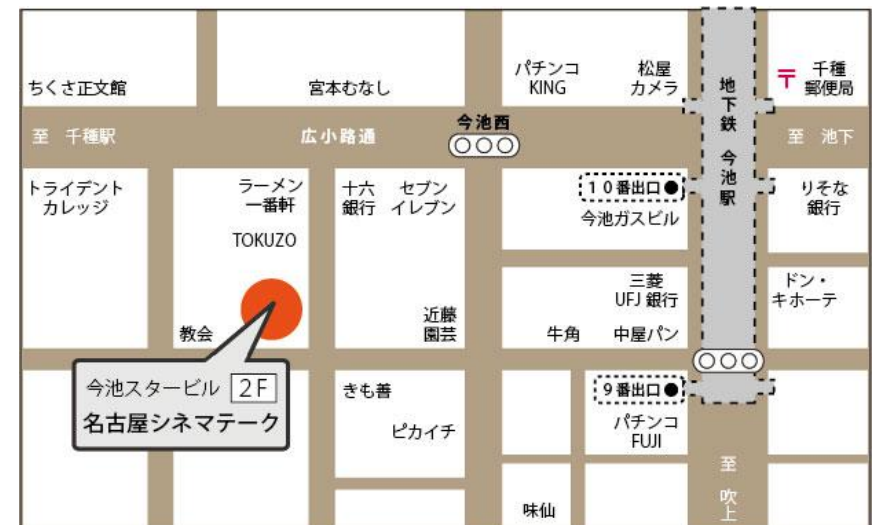 ちくさ正文館
宮本むなし
パチンコ
KING
松屋
カメラ
地下鉄 今池駅
〒
千種
郵便局
至 千種駅
広小路通
今池西
至 池下
トライデント
カレッジ
ラーメン
一番軒
TOKUZO
十六
銀行
セブン
イレブン
10番出口●
今池ガスビル
りそな
銀行
三菱
UFJ 銀行
ドン・
キホーテ
教会
近藤
園芸
牛角
中屋パン
今池スタービル 2F
名古屋シネマテーク
きも善
ピカイチ
9番出口●
パチンコ
FUJI
味仙
至 吹上